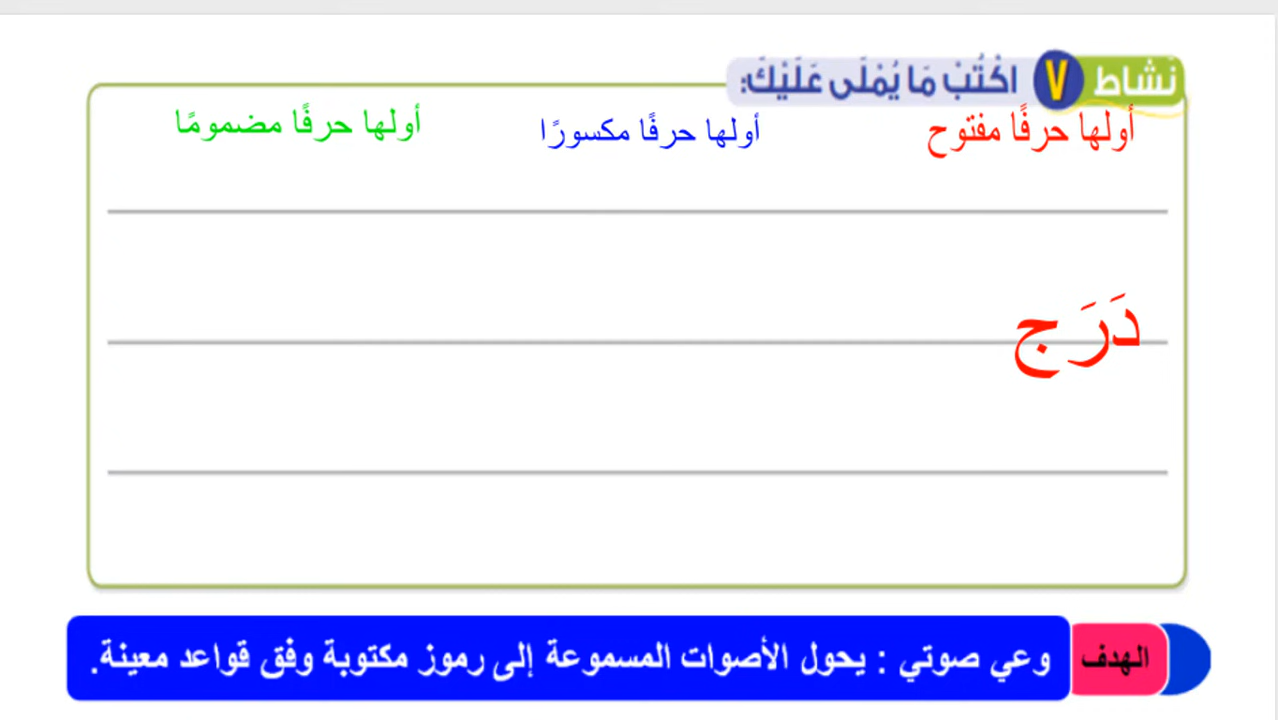 نَشاط ٧ اكْتُبْ مَا يُمْلَى عَلَيْكَ:
أولها حرفًا مفتوح أولها حرفًا مكسورًا أولها حرفًا مضمومًا
دَرَج
الهدف وعي صوتي : يحول الأصوات المسموعة إلى رموز مكتوبة وفق قواعد معينة.